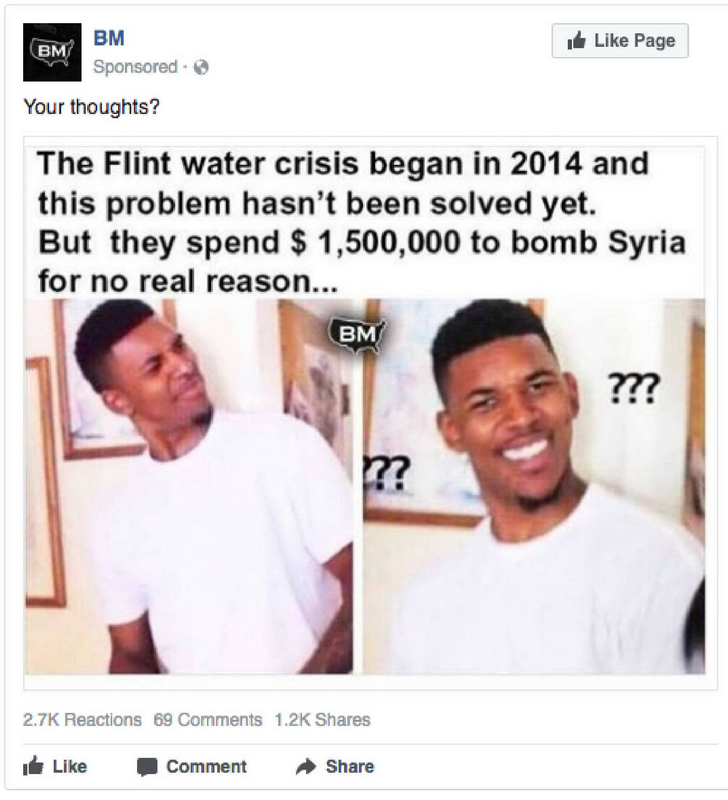 BM
BM
Sponsored ·
Like Page
Your thoughts?
The Flint water crisis began in 2014 and
this problem hasn't been solved yet.
But they spend $ 1,500,000 to bomb Syria
for no real reason...
BM
???
???
2.7K Reactions 69 Comments 1.2K Shares
Like Comment Share